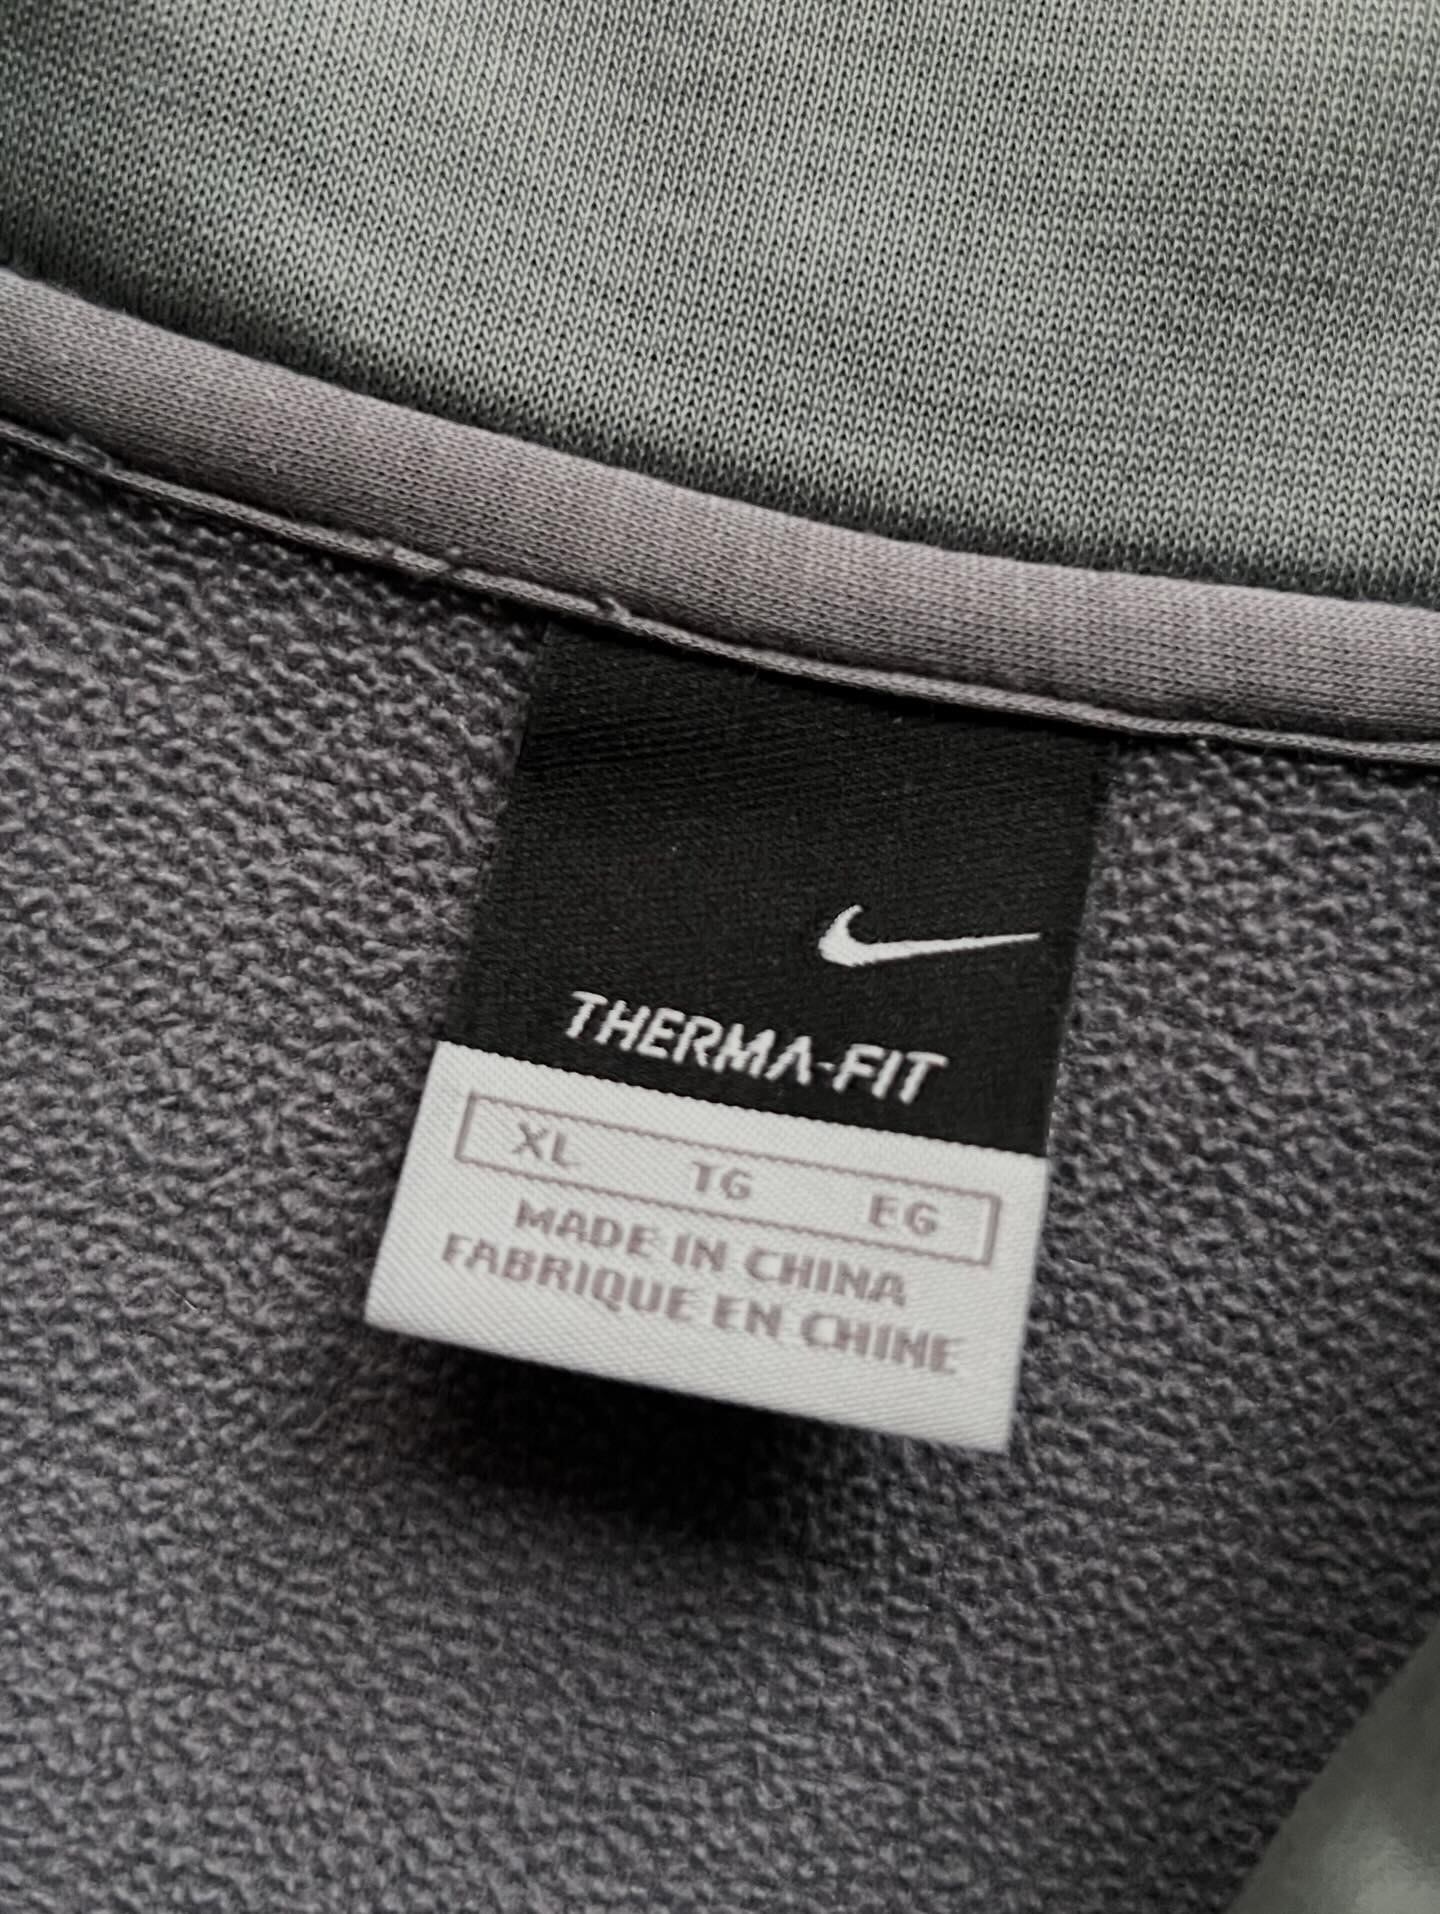 THERMA-FIT
XL TG EG
MADE IN CHINA
FABRIQUE EN CHINE